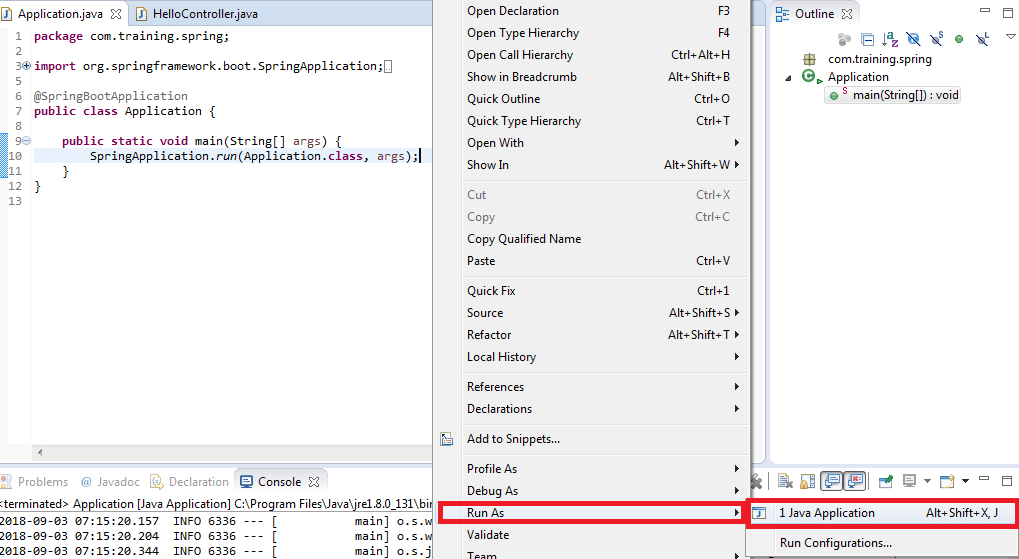 Application.java
HelloController.java
1 package com.training.spring;
2
3 import org.springframework.boot.SpringApplication;
5
6 @SpringBootApplication
7 public class Application {
8
9 public static void main(String[] args) {
10 SpringApplication.run(Application.class, args);
11 }
12 }
13
Open Declaration F3
Open Type Hierarchy F4
Open Call Hierarchy Ctrl+Alt+H
Show in Breadcrumb Alt+Shift+B
Quick Outline Ctrl+O
Quick Type Hierarchy Ctrl+T
Open With
Show In Alt+Shift+W
Cut Ctrl+X
Copy Ctrl+C
Copy Qualified Name
Paste Ctrl+V
Quick Fix Ctrl+1
Source Alt+Shift+S
Refactor Alt+Shift+T
Local History
References
Declarations
Add to Snippets...
Profile As
Debug As
Run As
Validate
Team
1 Java Application Alt+Shift+X, J
Run Configurations...
Outline
com.training.spring
Application
main(String[]) : void
Problems @ Javadoc Declaration Console
<terminated> Application [Java Application] C:\Program Files\Java\jre1.8.0_131\bin
2018-09-03 07:15:20.157 INFO 6336 --- [ main] o.s.w
2018-09-03 07:15:20.204 INFO 6336 --- [ main] o.s.w
2018-09-03 07:15:20.344 INFO 6336 --- [ main] o.s.j